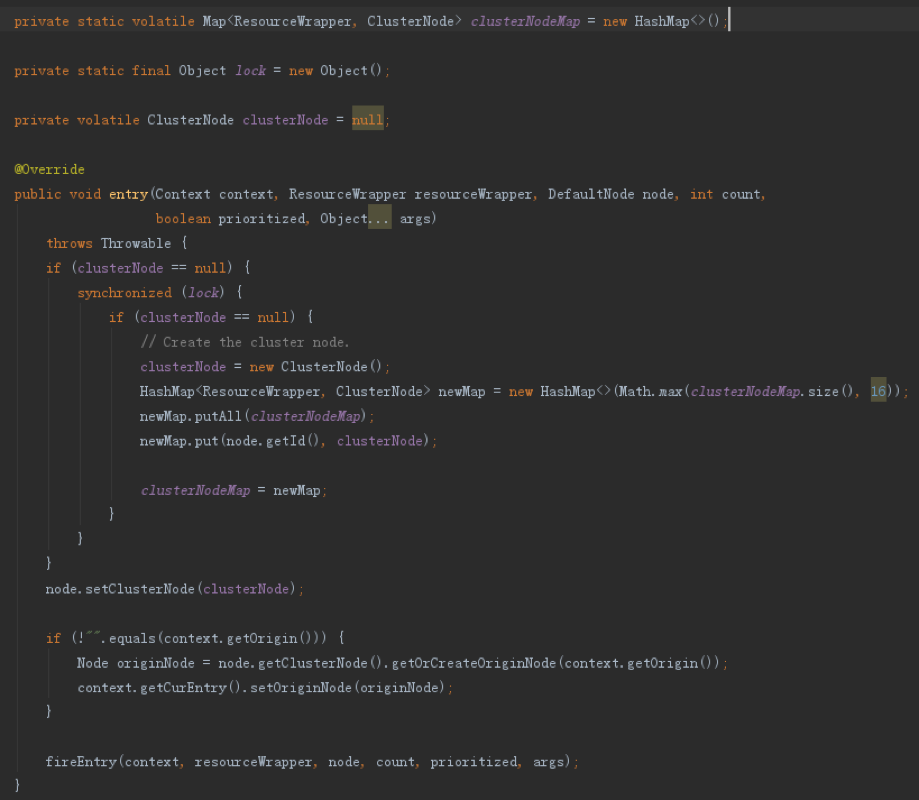 private static volatile Map<ResourceWrapper, ClusterNode> clusterNodeMap = new HashMap<>();
private static final Object lock = new Object();
private volatile ClusterNode clusterNode = null;
@Override
public void entry(Context context, ResourceWrapper resourceWrapper, DefaultNode node, int count,
boolean prioritized, Object... args)
throws Throwable {
if (clusterNode == null) {
synchronized (lock) {
if (clusterNode == null) {
// Create the cluster node.
clusterNode = new ClusterNode();
HashMap<ResourceWrapper, ClusterNode> newMap = new HashMap<>(Math.max(clusterNodeMap.size(), 16));
newMap.putAll(clusterNodeMap);
newMap.put(node.getId(), clusterNode);
clusterNodeMap = newMap;
}
}
}
node.setClusterNode(clusterNode);
if (!"".equals(context.getOrigin())) {
Node originNode = node.getClusterNode().getOrCreateOriginNode(context.getOrigin());
context.getCurEntry().setOriginNode(originNode);
}
fireEntry(context, resourceWrapper, node, count, prioritized, args);
}